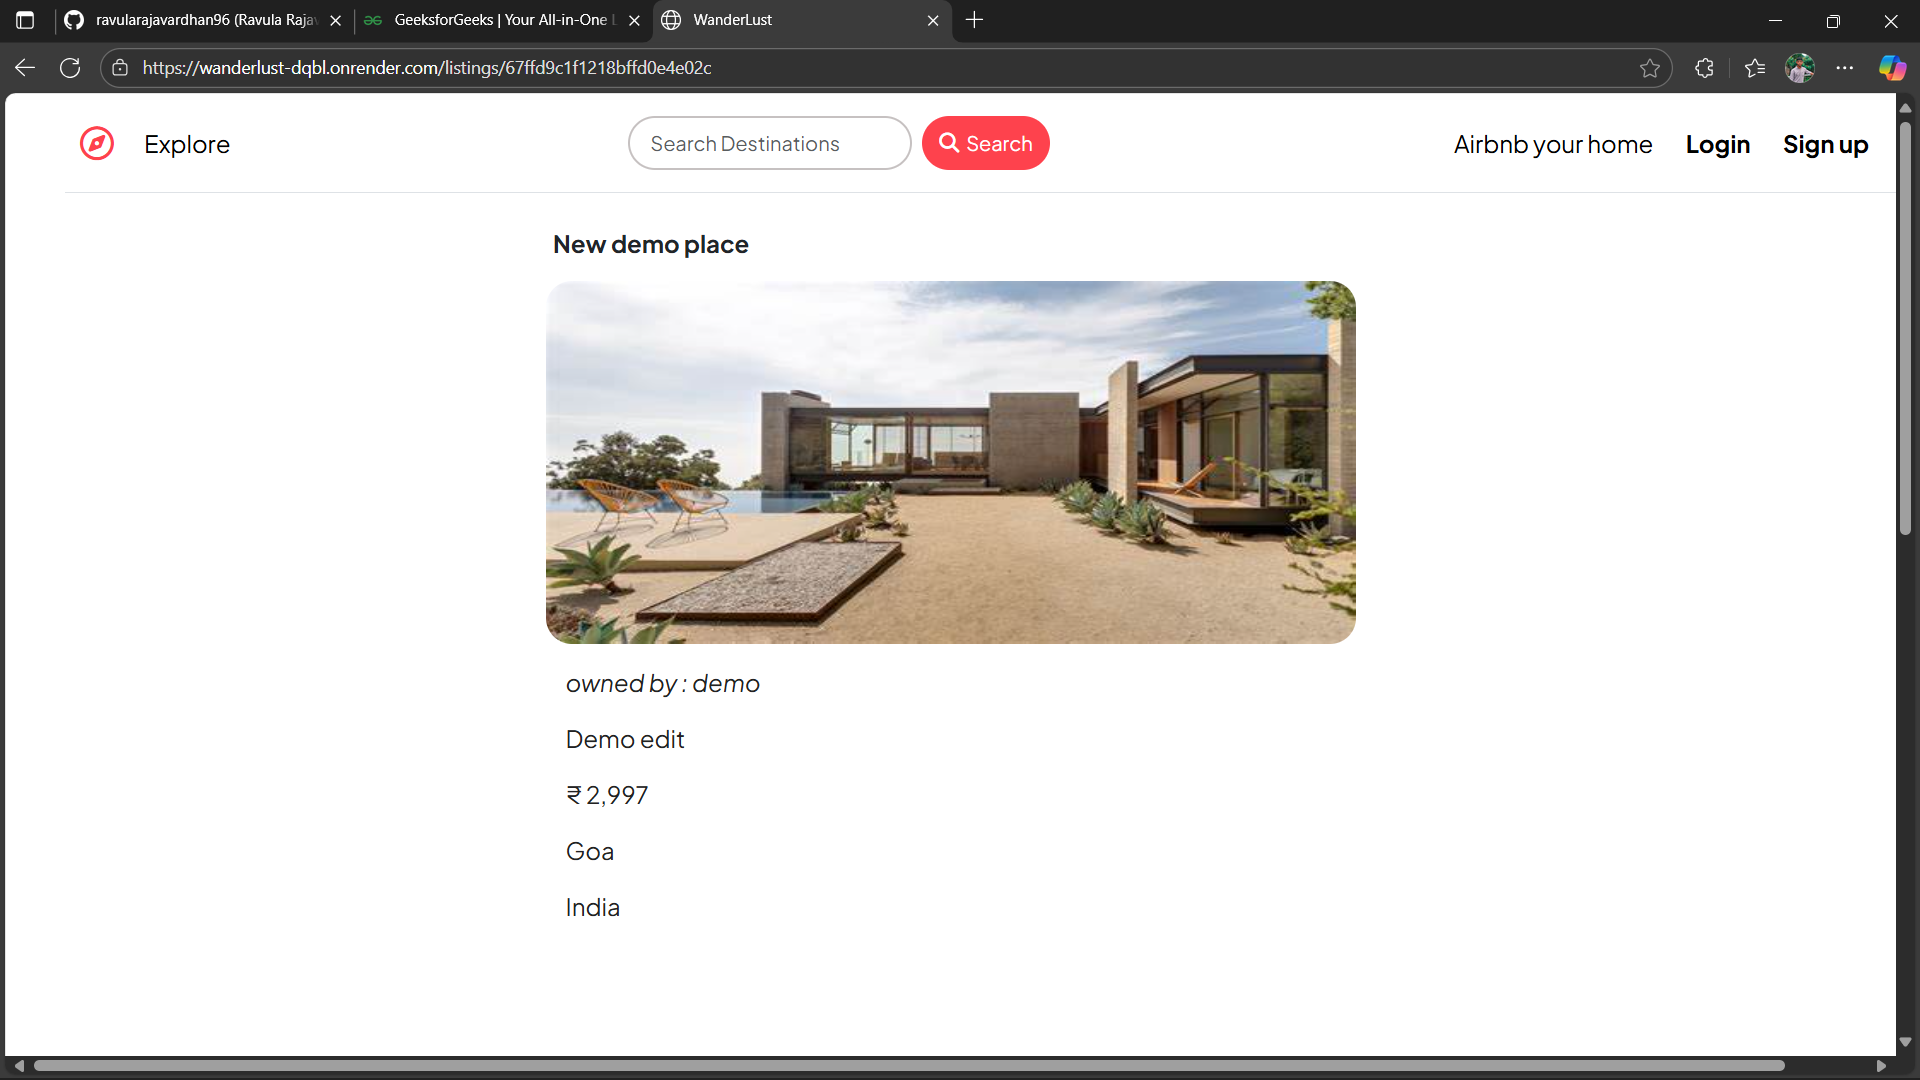 ravularajavardhan96 (Ravula Raja
GeeksforGeeks | Your All-in-One
WanderLust
https://wanderlust-dqbl.onrender.com/listings/67ffd9c1f1218bffd0e4e02c
Explore
Search Destinations
Search
Airbnb your home
Login
Sign up
New demo place
owned by : demo
Demo edit
₹ 2,997
Goa
India